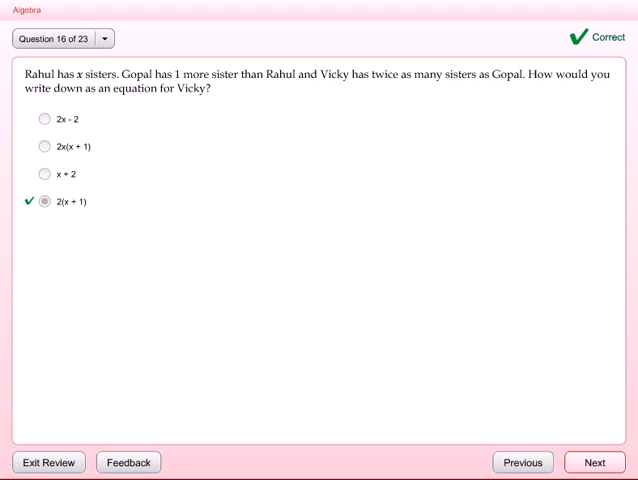 Algebra
Question 16 of 23
Correct
Rahul has x sisters. Gopal has 1 more sister than Rahul and Vicky has twice as many sisters as Gopal. How would you
write down as an equation for Vicky?
2x - 2
2x(x + 1)
x + 2
2(x + 1)
Exit Review
Feedback
Previous
Next